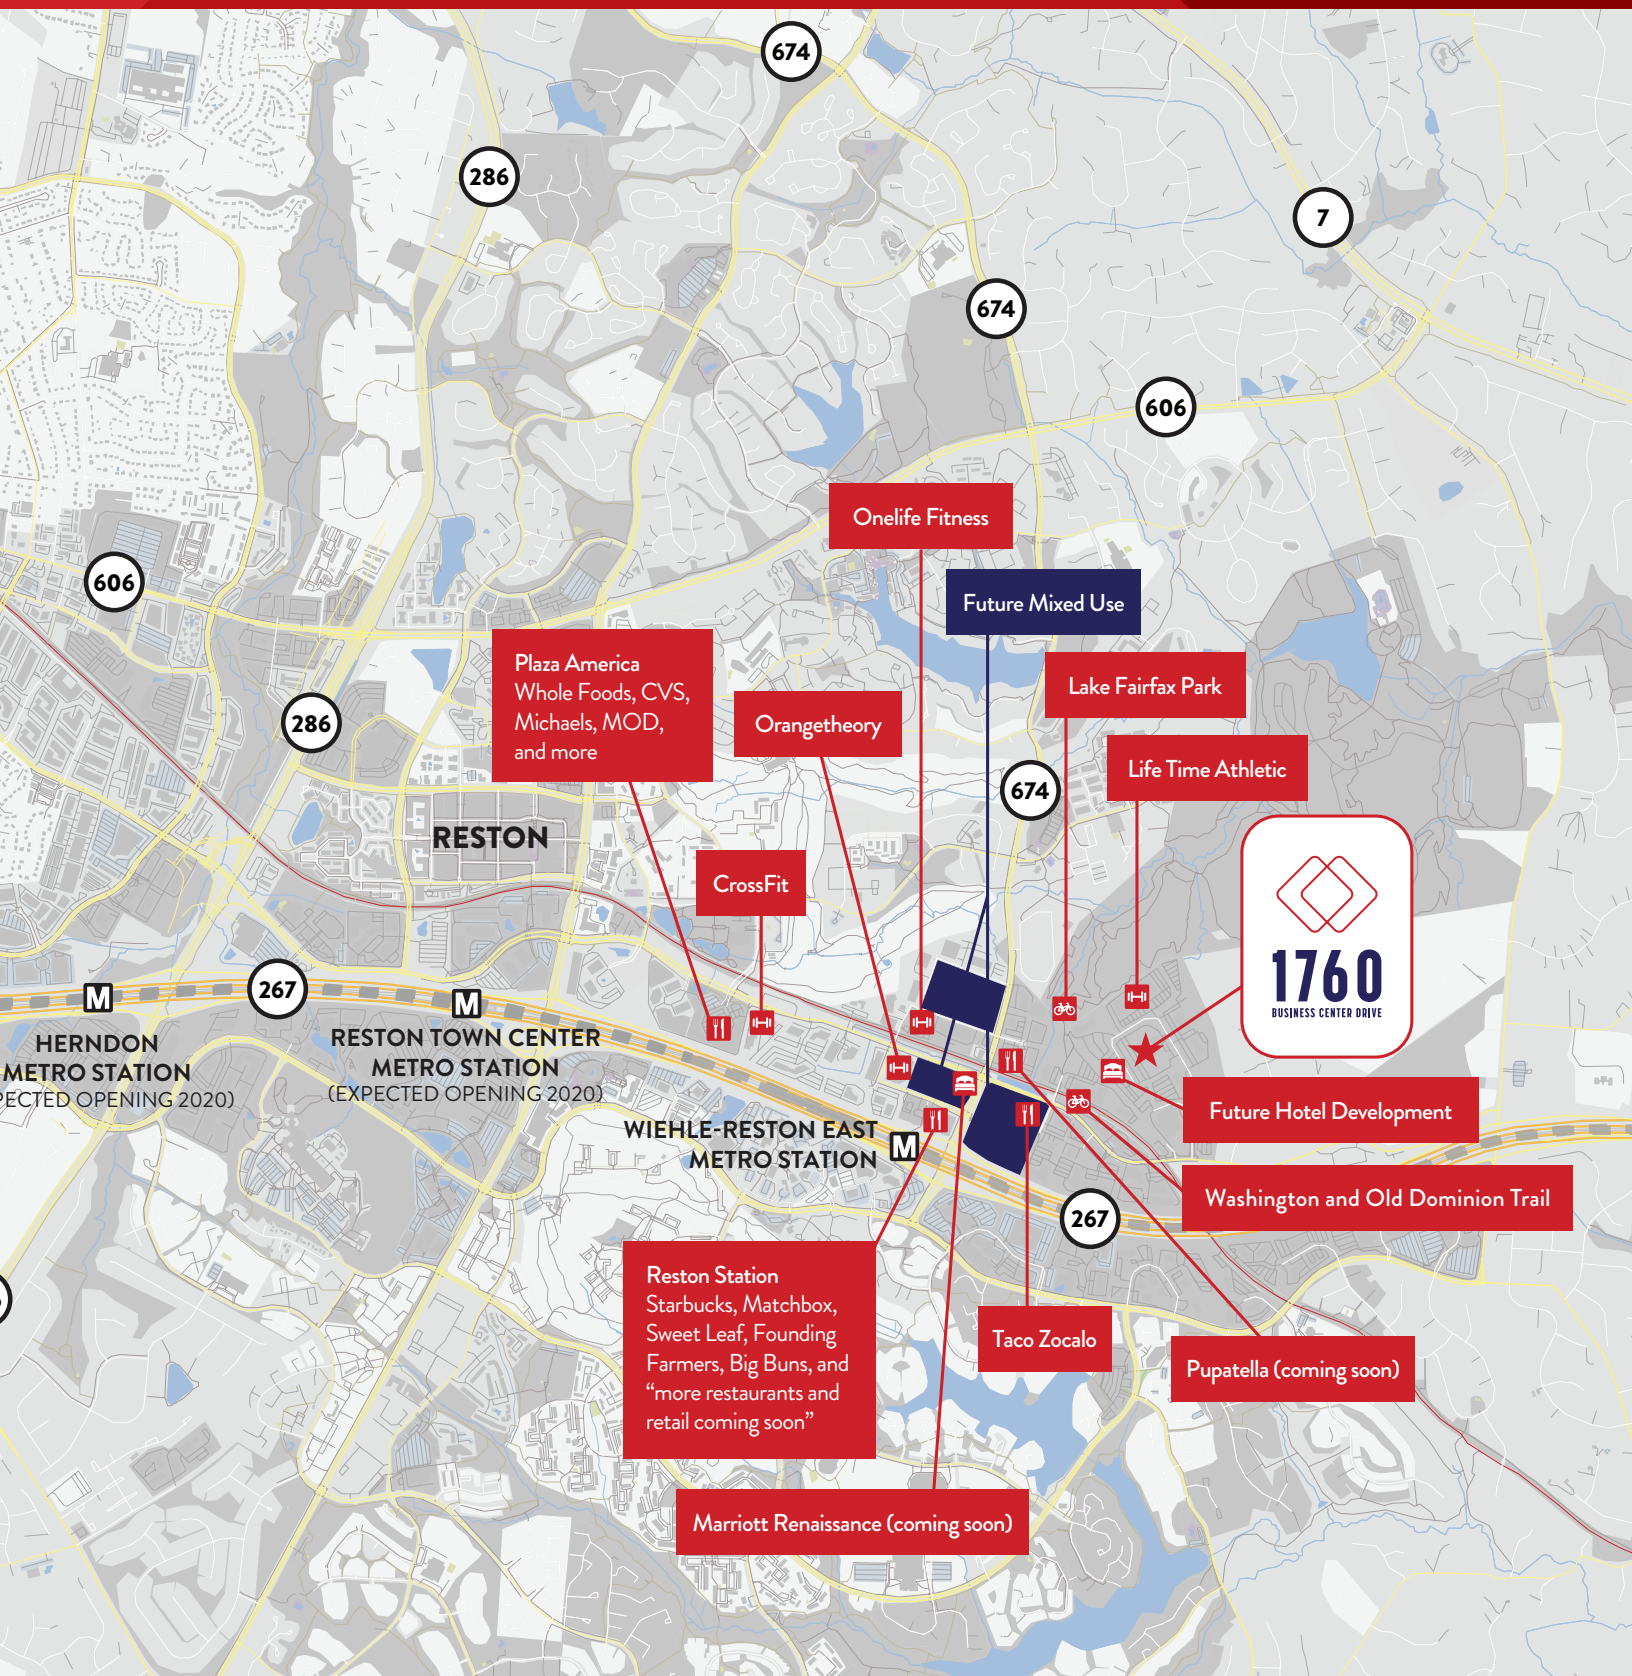 674
286
7
674
606
Onelife Fitness
606
Future Mixed Use
Plaza America
Whole Foods, CVS,
Michaels, MOD,
and more
Lake Fairfax Park
286
Orangetheory
Life Time Athletic
674
RESTON
CrossFit
1760
BUSINESS CENTER DRIVE
267
M
M
HERNDON
METRO STATION
PECTED OPENING 2020)
RESTON TOWN CENTER
METRO STATION
(EXPECTED OPENING 2020)
Future Hotel Development
WIEHLE-RESTON EAST
METRO STATION
M
Washington and Old Dominion Trail
267
Reston Station
Starbucks, Matchbox,
Sweet Leaf, Founding
Farmers, Big Buns, and
“more restaurants and
retail coming soon”
Taco Zocalo
Pupatella (coming soon)
Marriott Renaissance (coming soon)